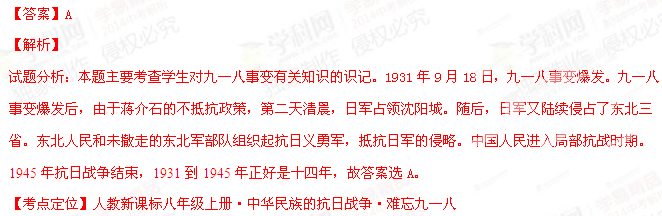 【答案】A
【解析】
试题分析：本题主要考查学生对九一八事变有关知识的识记。1931 年 9 月 18 日，九一八事变爆发。九一八
事变爆发后，由于蒋介石的不抵抗政策，第二天清晨，日军占领沈阳城。随后，日军又陆续侵占了东北三
省。东北人民和未撤走的东北军部队组织起抗日义勇军，抵抗日军的侵略。中国人民进入局部抗战时期。
1945 年抗日战争结束，1931 到 1945 年正好是十四年，故答案选 A。
【考点定位】人教新课标八年级上册·中华民族的抗日战争·难忘九一八